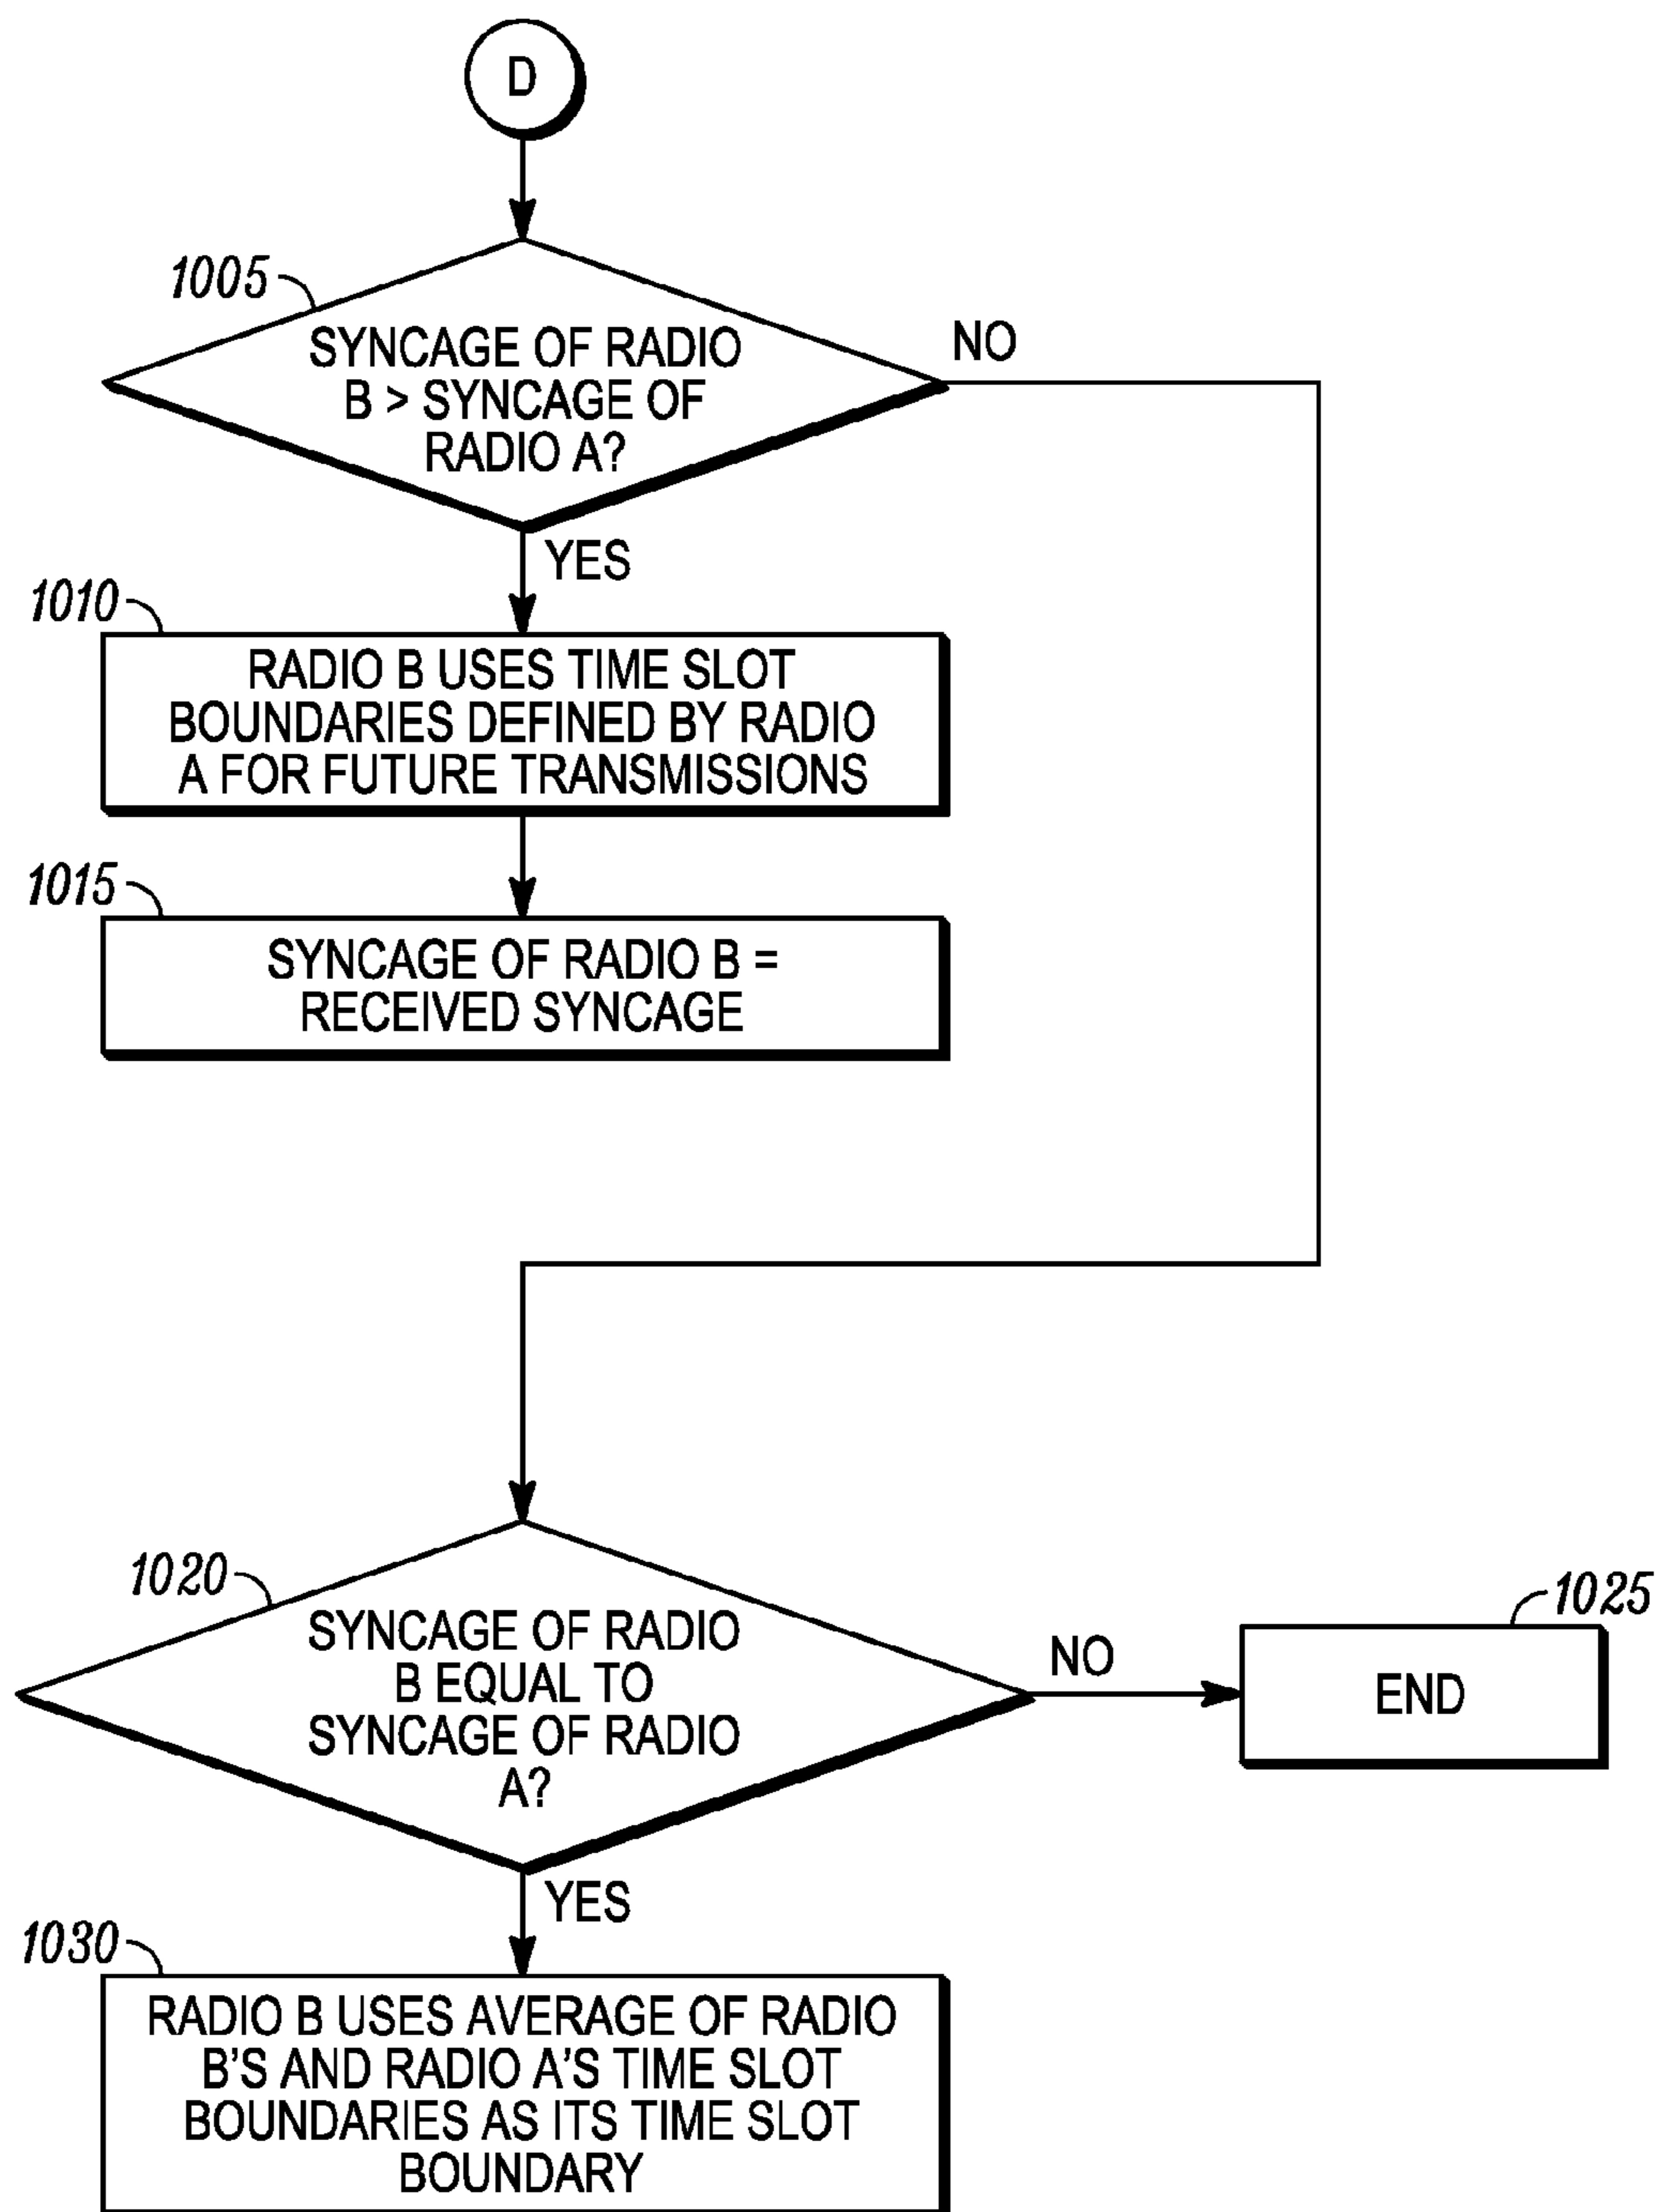 D
1005
SYNCAGE OF RADIO
B > SYNCAGE OF
RADIO A?
NO
YES
1010
RADIO B USES TIME SLOT
BOUNDARIES DEFINED BY RADIO
A FOR FUTURE TRANSMISSIONS
1015
SYNCAGE OF RADIO B =
RECEIVED SYNCAGE
1020
SYNCAGE OF RADIO
B EQUAL TO
SYNCAGE OF RADIO
A?
NO
1025
END
YES
1030
RADIO B USES AVERAGE OF RADIO
B'S AND RADIO A'S TIME SLOT
BOUNDARIES AS ITS TIME SLOT
BOUNDARY